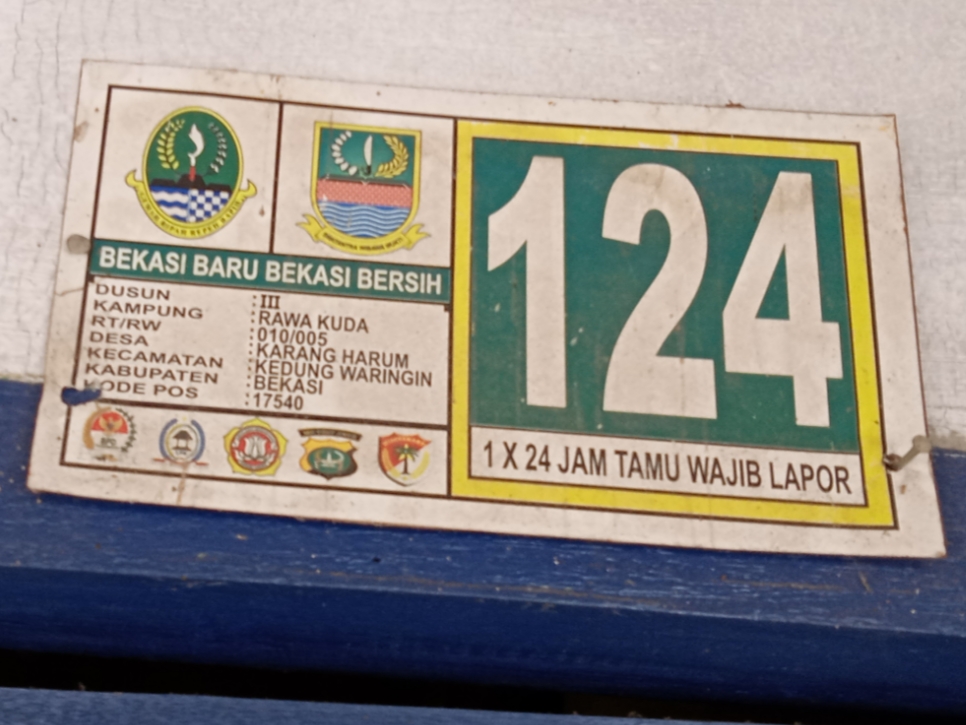 BEKASI BARU BEKASI BERSIH
DUSUN : III
KAMPUNG : RAWA KUDA
RT/RW : 010/005
DESA : KARANG HARUM
KECAMATAN : KEDUNG WARINGIN
KABUPATEN : BEKASI
KODE POS : 17540
124
1 X 24 JAM TAMU WAJIB LAPOR